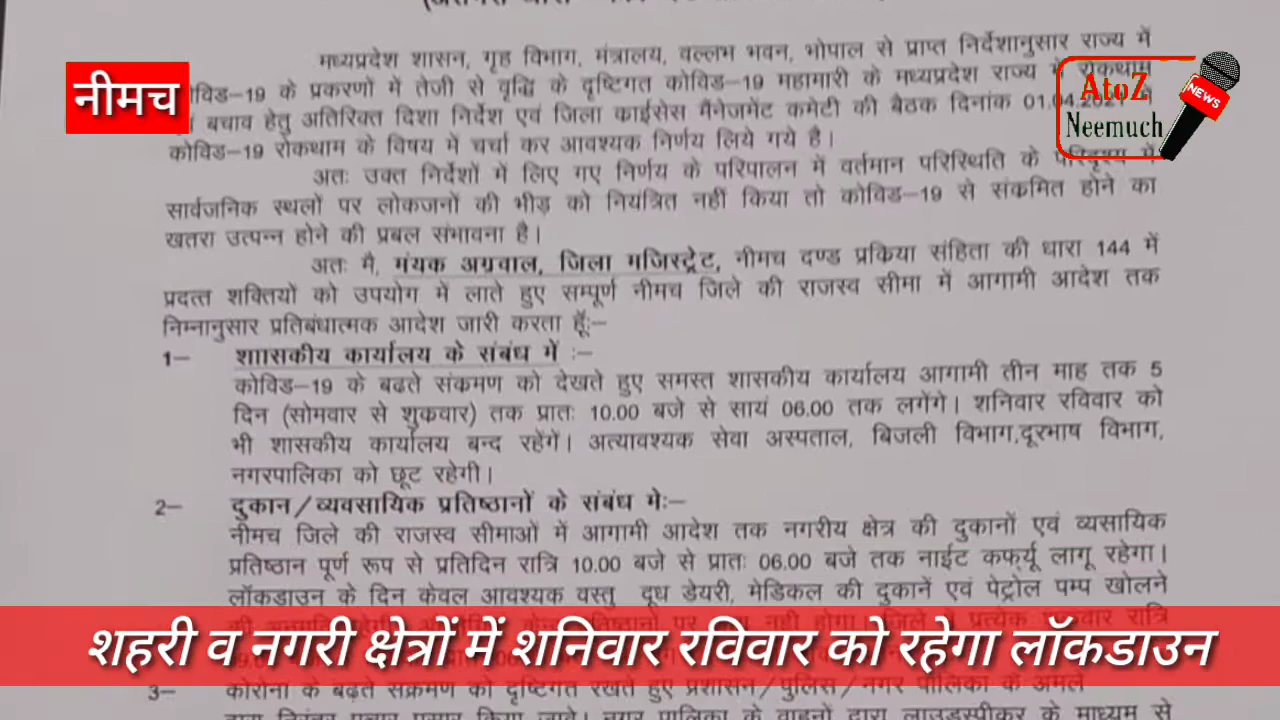 मध्यप्रदेश शासन, गृह विभाग, मंत्रालय, वल्लभ भवन, भोपाल से प्राप्त निर्देशानुसार राज्य में
नीमच
कोविड–19 के प्रकरणों में तेजी से वृद्धि के दृष्टिगत कोविड–19 महामारी के मध्यप्रदेश राज्य में रोकथाम
AtoZ
Neemuch
NEWS
बचाव हेतु अतिरिक्त दिशा निर्देश एवं जिला काईसेस मैनेजमेंट कमेटी की बैठक दिनांक 01.04.2021 में
कोविड–19 रोकथाम के विषय में चर्चा कर आवश्यक निर्णय लिये गये है।
अतः उक्त निर्देशों में लिए गए निर्णय के परिपालन में वर्तमान परिस्थिति के परिदृश्य में
सार्वजनिक स्थलों पर लोकजनों की भीड़ को नियंत्रित नहीं किया तो कोविड–19 से संकमित होने का
खतरा उत्पन्न होने की प्रबल संभावना है।
अतः मै, मंयक अग्रवाल, जिला मजिस्ट्रेट, नीमच दण्ड प्रकिया संहिता की धारा 144 में
प्रदत्त शक्तियों को उपयोग में लाते हुए सम्पूर्ण नीमच जिले की राजस्व सीमा में आगामी आदेश तक
निम्नानुसार प्रतिबंधात्मक आदेश जारी करता हूँ:–
1– शाासकीय कार्यालय के संबंध में :–
कोविड–19 के बढते संकमण को देखते हुए समस्त शासकीय कार्यालय आगामी तीन माह तक 5
दिन (सोमवार से शुकवार) तक प्रातः 10.00 बजे से सायं 06.00 तक लगेंगे। शनिवार रविवार को
भी शासकीय कार्यालय बन्द रहेंगें। अत्यावश्यक सेवा अस्पताल, बिजली विभाग,दूरभाष विभाग,
नगरपालिका को छूट रहेगी।
2– दुकान/व्यवसायिक प्रतिष्ठानों के संबंध मेः–
नीमच जिले की राजस्व सीमाओं में आगामी आदेश तक नगरीय क्षेत्र की दुकानों एवं व्यसायिक
प्रतिष्ठान पूर्ण रूप से प्रतिदिन रात्रि 10.00 बजे से प्रातः 06.00 बजे तक नाईट कफर्यू लागू रहेगा।
लॉकडाउन के दिन केवल आवश्यक वस्तु दूध डेयरी, मेडिकल की दुकानें एवं पेट्रोल पम्प खोलने
शहरी व नगरी क्षेत्रों में शनिवार रविवार को रहेगा लॉकडाउन
3– कोरोना के बढ़ते सक्रमण को दृष्टिगत रखते हुए प्रशासन/पुलिस/नगर पालिका के अमले